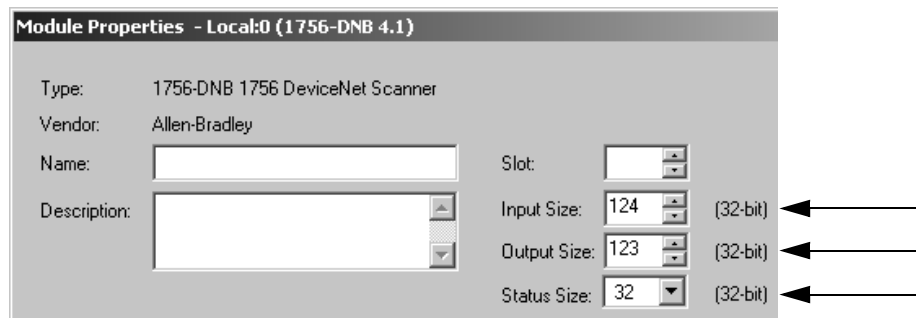 Module Properties - Local:0 (1756-DNB 4.1)
Type: 1756-DNB 1756 DeviceNet Scanner
Vendor: Allen-Bradley
Name: Slot:
Description: Input Size: 124 (32-bit)
Output Size: 123 (32-bit)
Status Size: 32 (32-bit)